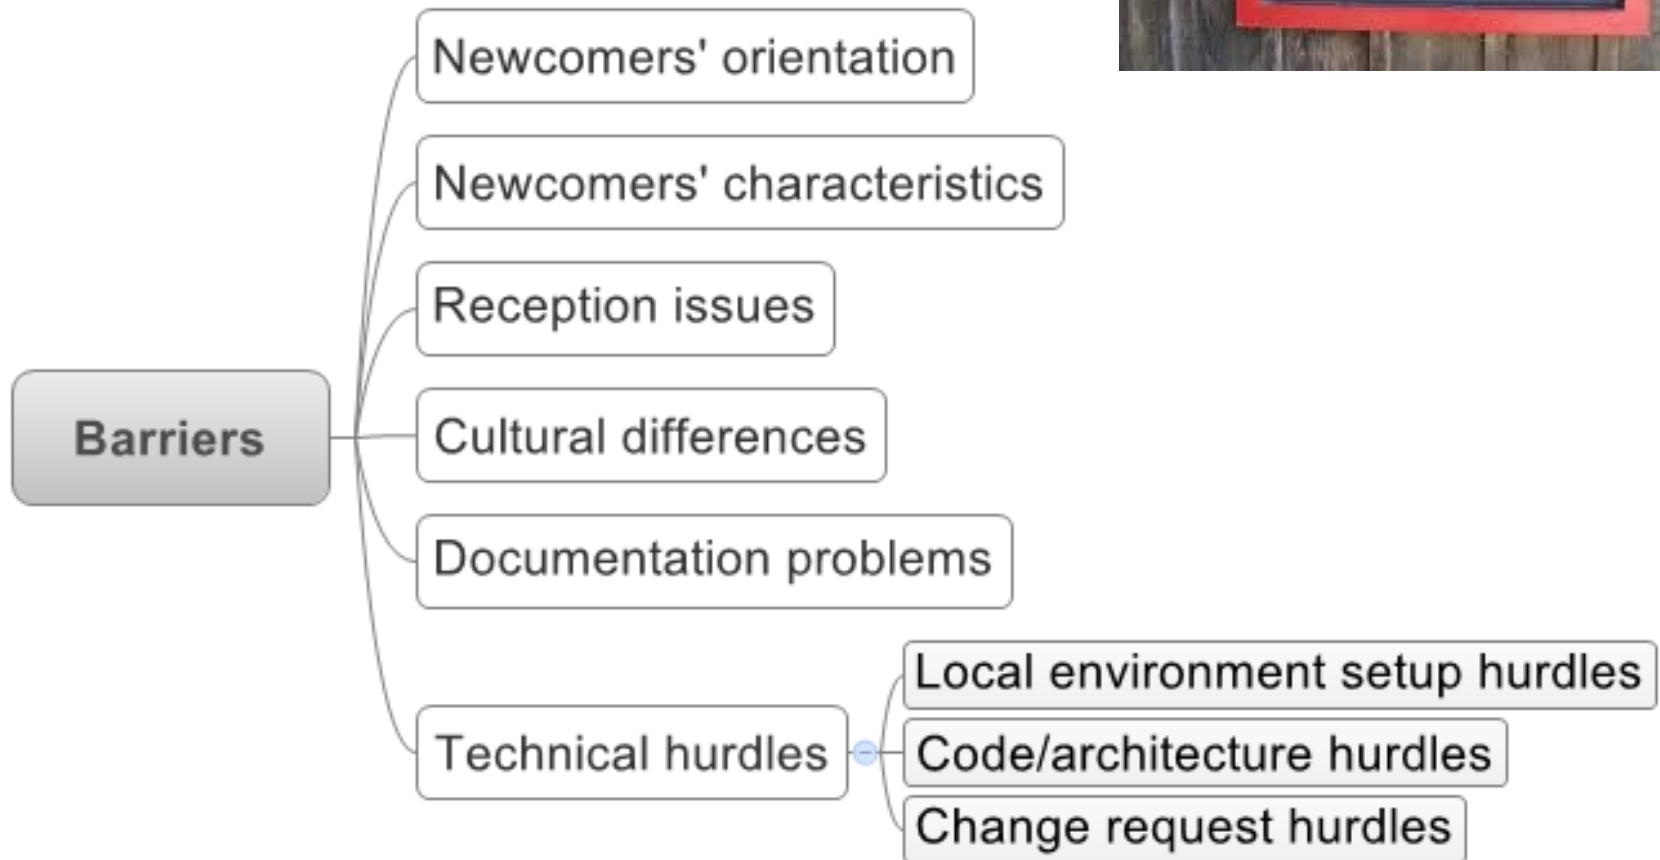 Newcomers' orientation
Newcomers' characteristics
Reception issues
Barriers
Cultural differences
Documentation problems
Technical hurdles
Local environment setup hurdles
Code/architecture hurdles
Change request hurdles